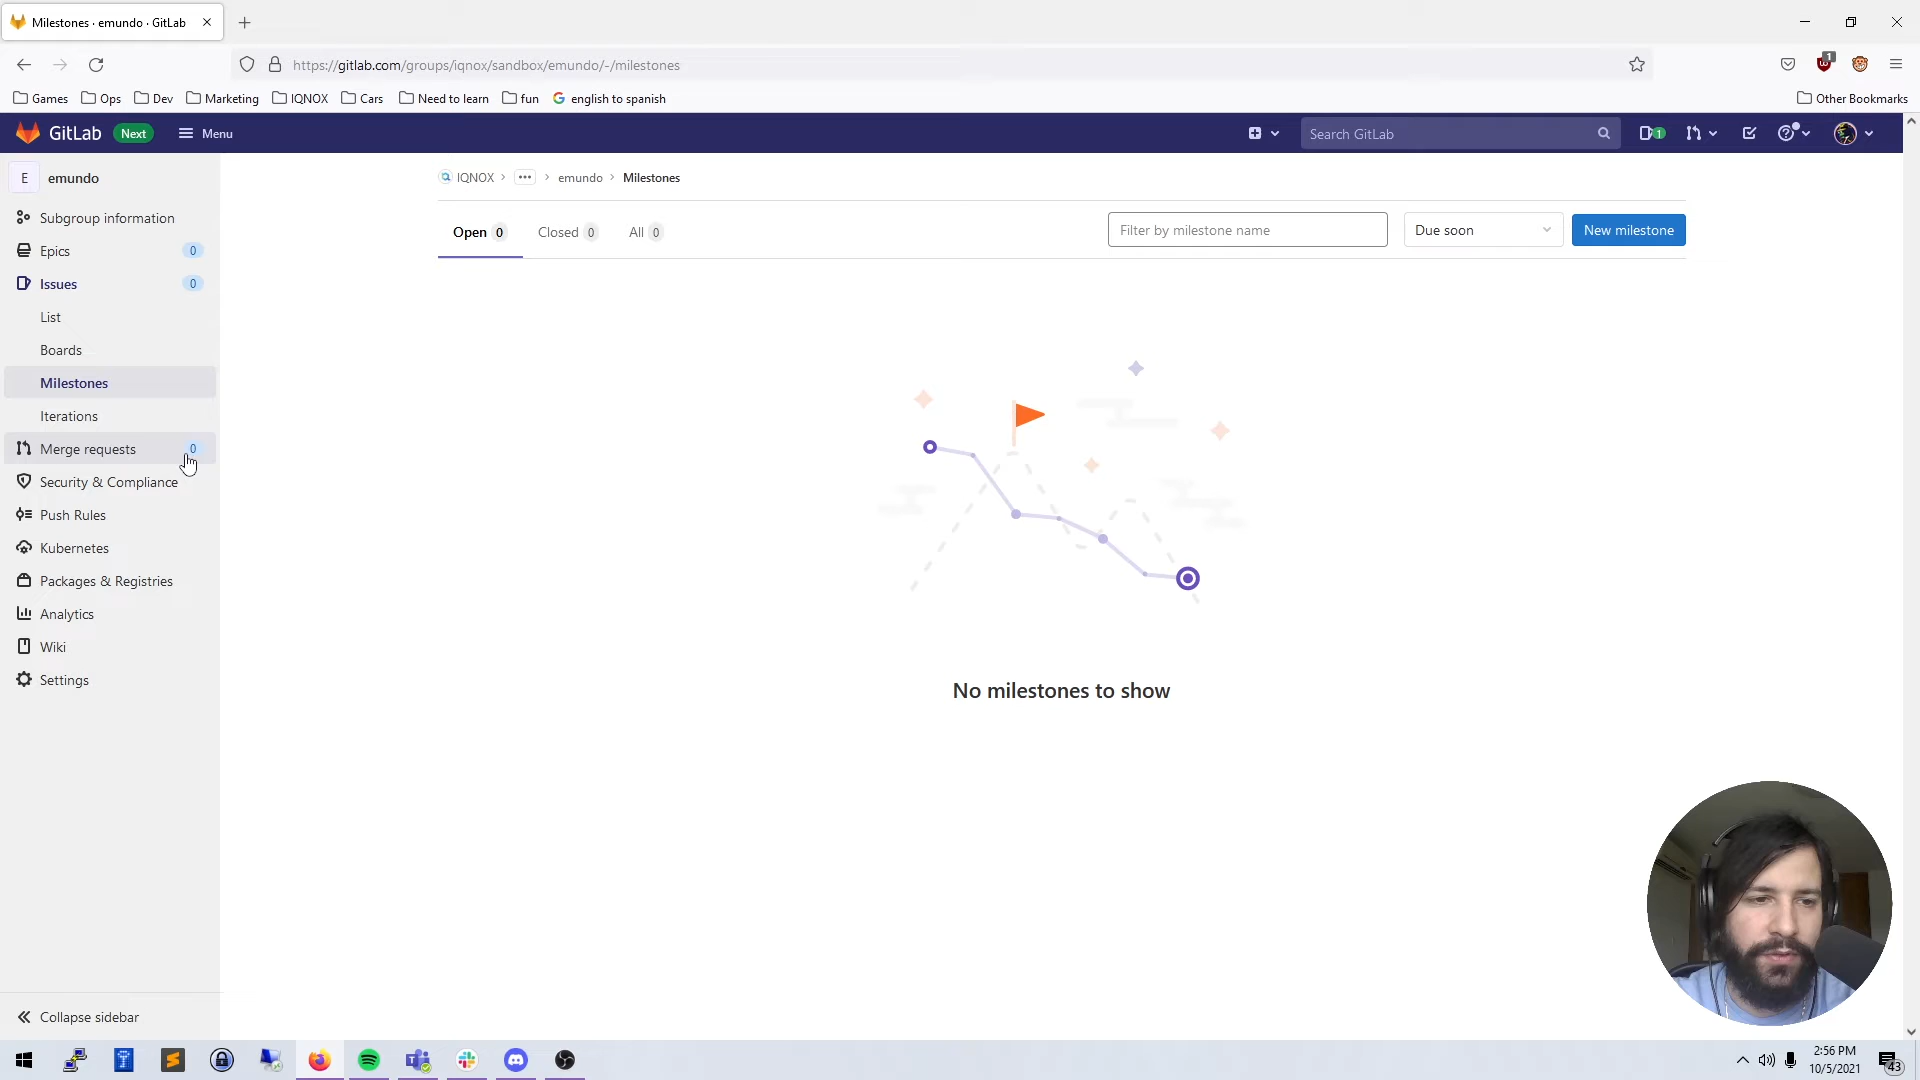 Milestones · emundo · GitLab
https://gitlab.com/groups/iqnox/sandbox/emundo/-/milestones
1
Games Ops Dev Marketing IQNOX Cars Need to learn fun english to spanish Other Bookmarks
GitLab Next Menu Search GitLab 1
E emundo
IQNOX > ••• > emundo > Milestones
Subgroup information
Epics 0
Issues 0
List
Boards
Milestones
Iterations
Merge requests 0
Security & Compliance
Push Rules
Kubernetes
Packages & Registries
Analytics
Wiki
Settings
Collapse sidebar
Open 0 Closed 0 All 0 Filter by milestone name Due soon New milestone
No milestones to show
2:56 PM
10/5/2021
43